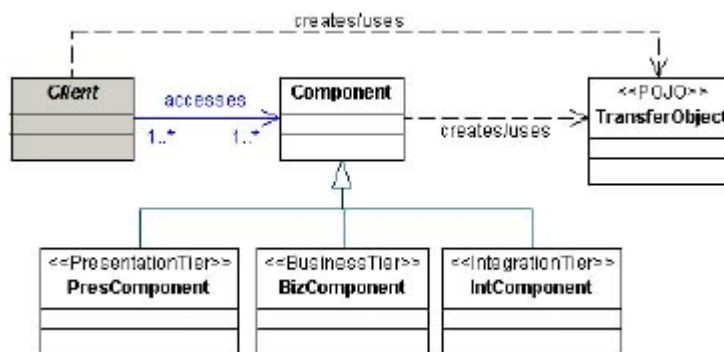 creates/uses
Client
accesses
1..*
1..*
Component
creates/uses
<<POJO>>
TransferObject
<<PresentationTier>>
PresComponent
<<BusinessTier>>
BizComponent
<<IntegrationTier>>
IntComponent